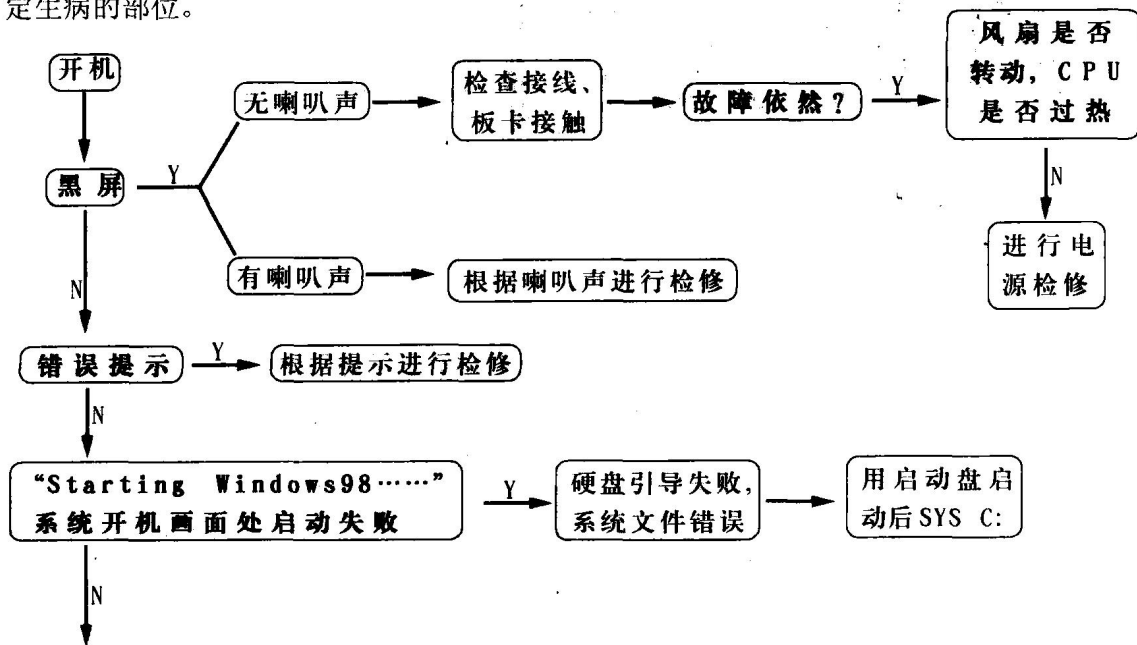 定生病的部位。
开机
无喇叭声
检查接线、
板卡接触
故障依然？
Y
风扇是否
转动，CPU
是否过热
黑屏
Y
N
有喇叭声
根据喇叭声进行检修
进行电
源检修
N
错误提示
Y
根据提示进行检修
N
“Starting Windows98……”
系统开机画面处启动失败
Y
硬盘引导失败，
系统文件错误
用启动盘启
动后SYS C:
N